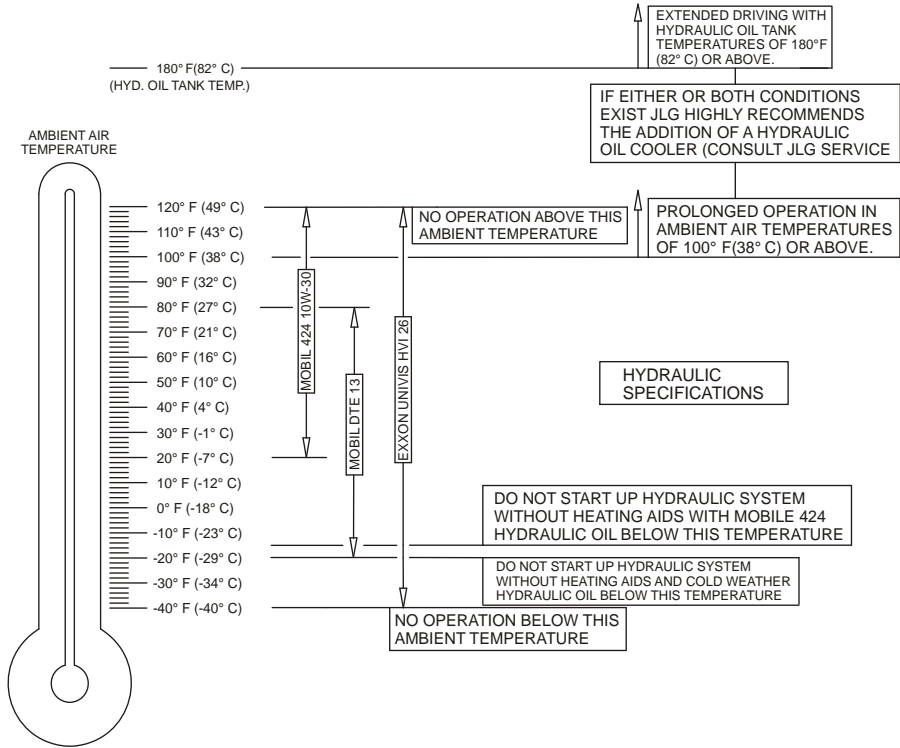 EXTENDED DRIVING WITH
HYDRAULIC OIL TANK
TEMPERATURES OF 180°F
(82° C) OR ABOVE.
180° F(82° C)
(HYD. OIL TANK TEMP.)
IF EITHER OR BOTH CONDITIONS
EXIST JLG HIGHLY RECOMMENDS
THE ADDITION OF A HYDRAULIC
OIL COOLER (CONSULT JLG SERVICE
AMBIENT AIR
TEMPERATURE
120° F (49° C)
110° F (43° C)
100° F (38° C)
90° F (32° C)
80° F (27° C)
70° F (21° C)
60° F (16° C)
50° F (10° C)
40° F (4° C)
30° F (-1° C)
20° F (-7° C)
10° F (-12° C)
0° F (-18° C)
-10° F (-23° C)
-20° F (-29° C)
-30° F (-34° C)
-40° F (-40° C)
MOBIL 424 10W-30
MOBIL DTE 13
EXXON UNIVIS HVI 26
NO OPERATION ABOVE THIS
AMBIENT TEMPERATURE
PROLONGED OPERATION IN
AMBIENT AIR TEMPERATURES
OF 100° F(38° C) OR ABOVE.
HYDRAULIC
SPECIFICATIONS
DO NOT START UP HYDRAULIC SYSTEM
WITHOUT HEATING AIDS WITH MOBILE 424
HYDRAULIC OIL BELOW THIS TEMPERATURE
DO NOT START UP HYDRAULIC SYSTEM
WITHOUT HEATING AIDS AND COLD WEATHER
HYDRAULIC OIL BELOW THIS TEMPERATURE
NO OPERATION BELOW THIS
AMBIENT TEMPERATURE